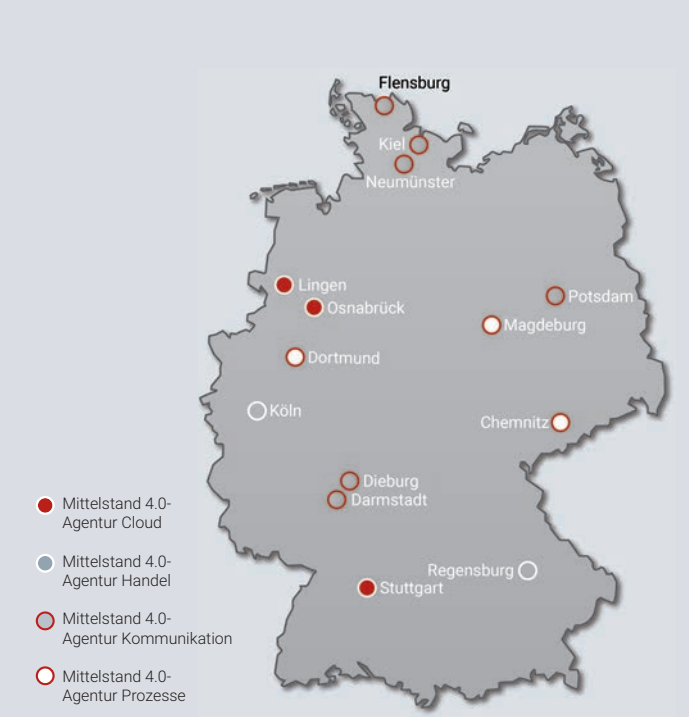 Flensburg
Kiel
Neumünster
Lingen
Osnabrück
Potsdam
Magdeburg
Dortmund
Köln
Chemnitz
Dieburg
Darmstadt
Regensburg
Stuttgart
Mittelstand 4.0-
Agentur Cloud
Mittelstand 4.0-
Agentur Handel
Mittelstand 4.0-
Agentur Kommunikation
Mittelstand 4.0-
Agentur Prozesse